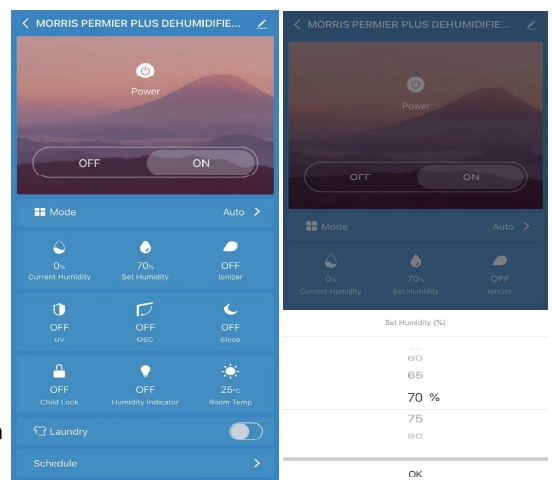 MORRIS PERMIER PLUS DEHUMIDIFIE...
Power
OFF ON
Mode Auto
0% 70% OFF
Current Humidity Set Humidity Ionizer
OFF OFF OFF
UV OSC Sleep
OFF OFF 25°C
Child Lock Humidity Indicator Room Temp
Laundry
Schedule
MORRIS PERMIER PLUS DEHUMIDIFIE...
Power
OFF ON
Mode Auto
0% 70% OFF
Current Humidity Set Humidity Ionizer
Set Humidity (%)
60
65
70 %
75
80
OK